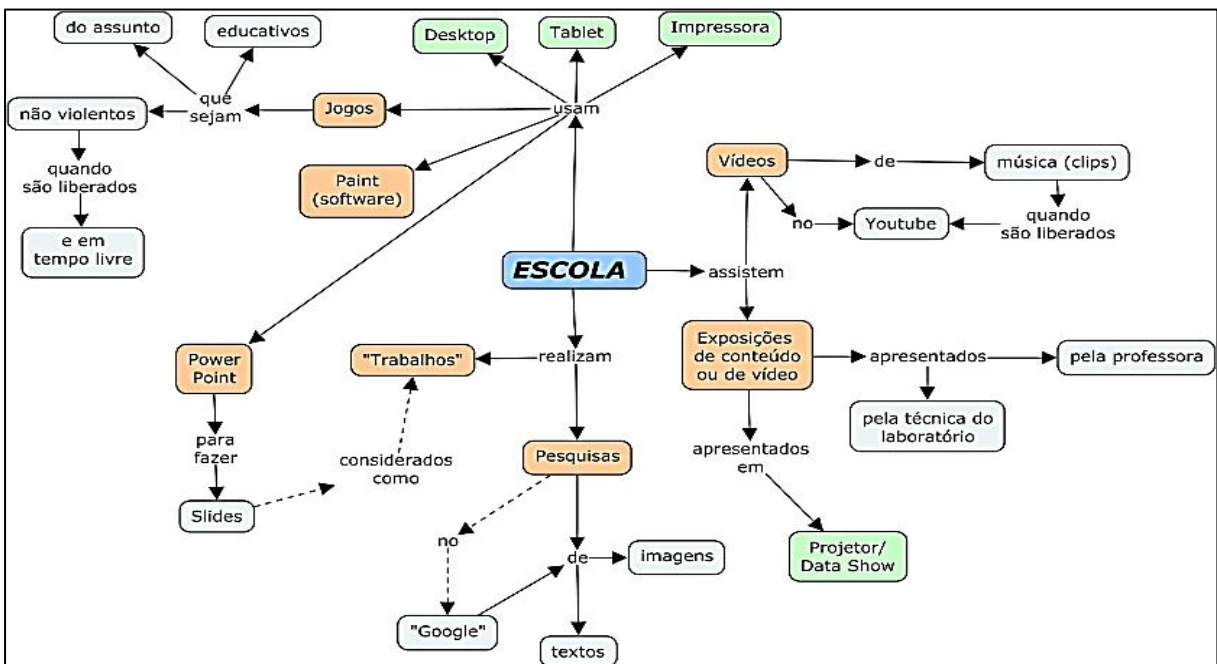 do assunto
educativos
Desktop
Tablet
Impressora
que
sejam
usam
não violentos
Jogos
quando
são liberados
Paint
(software)
e em
tempo livre
Vídeos
de
música (clips)
no
Youtube
quando
são liberados
ESCOLA
assistem
Power
Point
"Trabalhos"
realizam
Exposições
de conteúdo
ou de vídeo
apresentados
pela professora
pela técnica do
laboratório
para
fazer
considerados
como
Pesquisas
apresentados
em
Slides
no
de
imagens
Projetor/
Data Show
"Google"
textos